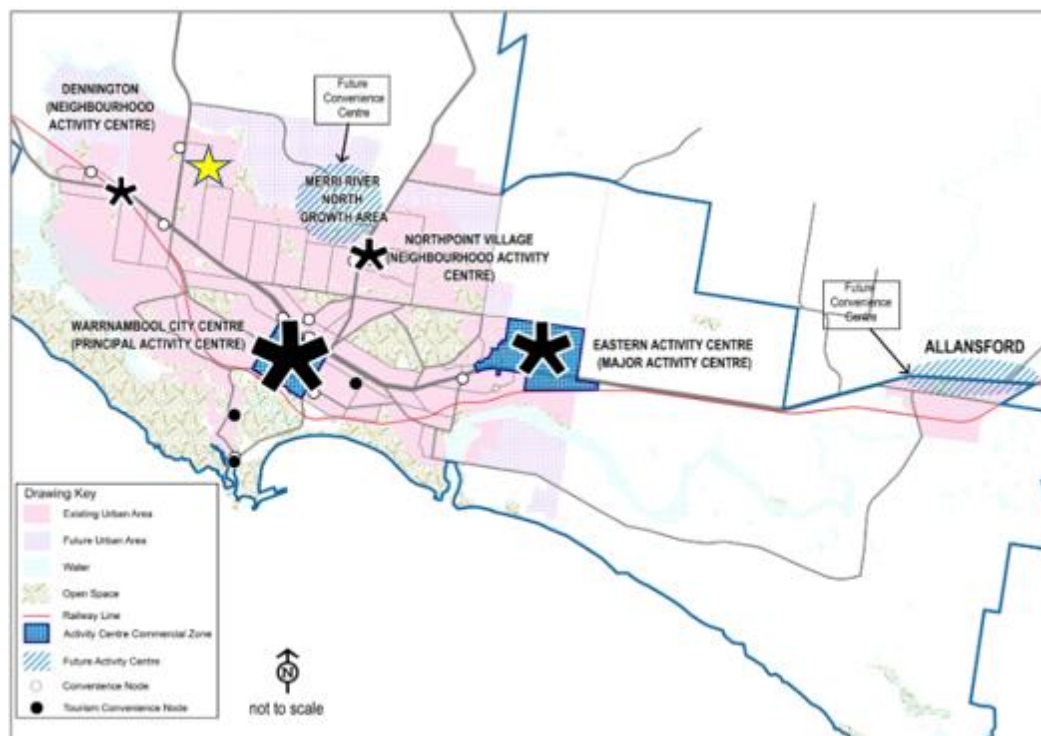 DENNINGTON
(NEIGHBOURHOOD
ACTIVITY CENTRE)
Future
Convenience
Centre
MERRI RIVER
NORTH
GROWTH AREA
NORTHPOINT VILLAGE
(NEIGHBOURHOOD ACTIVITY
CENTRE)
Future
Convenience
Centre
WARRNAMBOOL CITY CENTRE
(PRINCIPAL ACTIVITY CENTRE)
EASTERN ACTIVITY CENTRE
(MAJOR ACTIVITY CENTRE)
ALLANSFORD
Drawing Key
Existing Urban Area
Future Urban Area
Water
Open Space
Railway Line
Activity Centre Commercial Zone
Future Activity Centre
Convenience Node
Tourism Convenience Node
N
not to scale